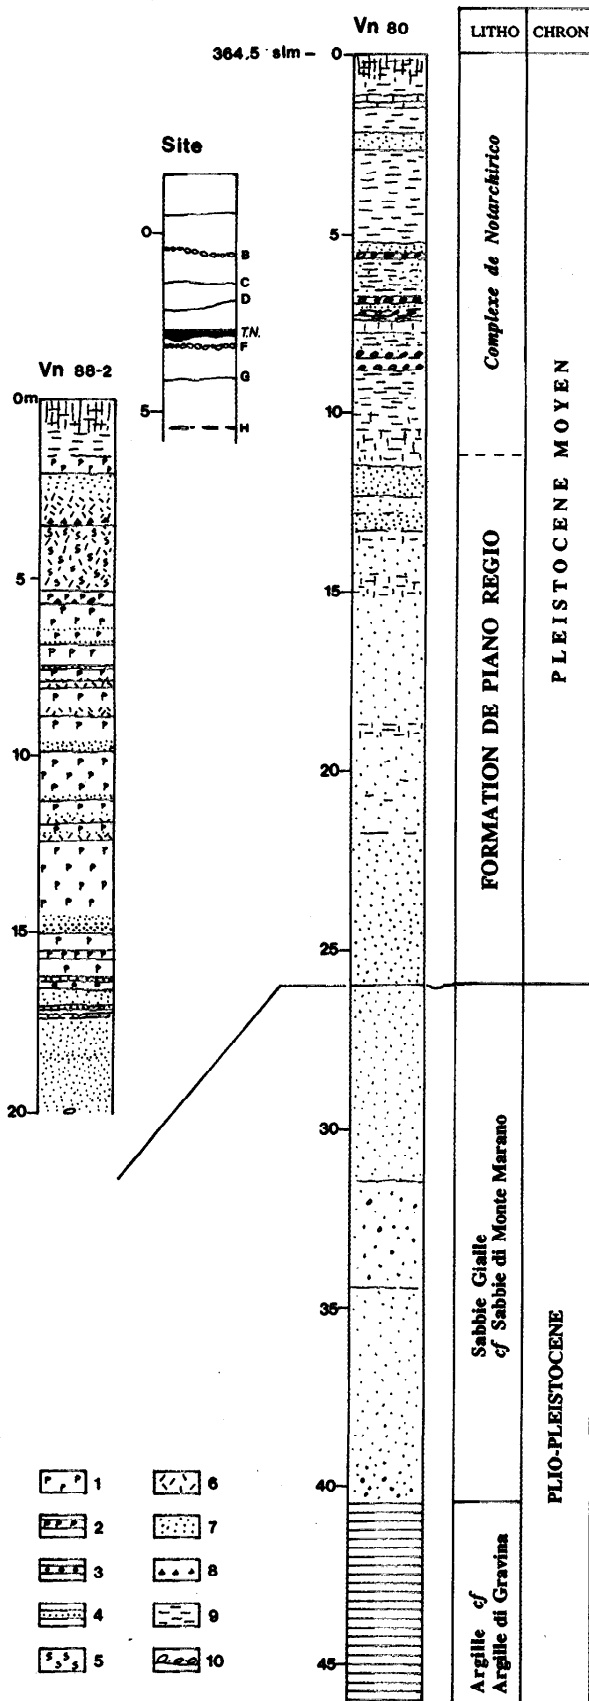 Vn 80
LITHO
CHRON
364.5 slm
0
5
10
15
20
25
30
35
40
45
Complexe de Notarchirico
FORMATION DE PIANO REGIO
Sabbie Gialle
cf Sabbie di Monte Marano
Argille cf
Argille di Gravina
PLEISTOCENE MOYEN
PLIO-PLEISTOCENE
Site
0
5
B
C
D
T.N.
F
G
H
Vn 88-2
0m
5
10
15
20
1
2
3
4
5
6
7
8
9
10